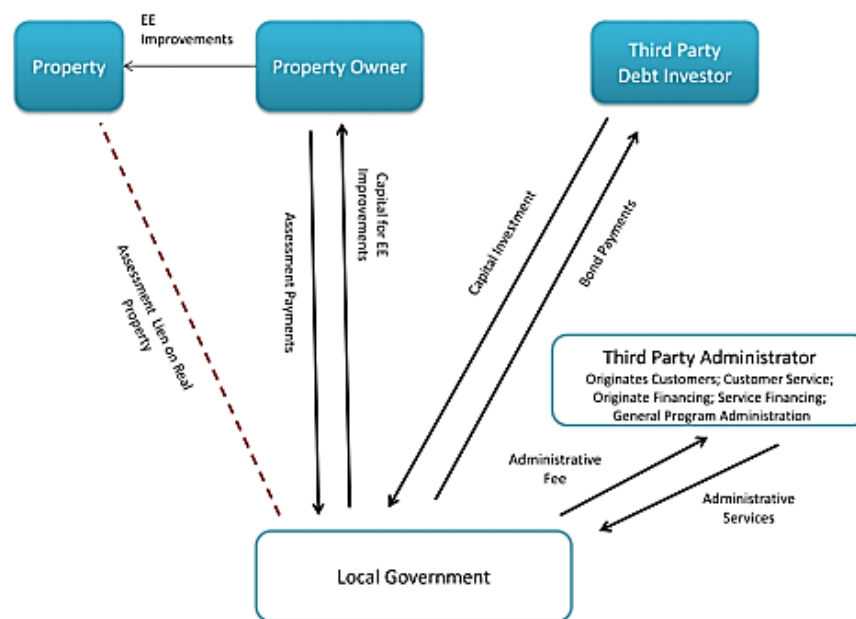 EE
Improvements
Property
Property Owner
Third Party
Debt Investor
Assessment Lien on Real
Property
Assessment Payments
Capital for EE
Improvements
Capital Investment
Bond Payments
Third Party Administrator
Originates Customers; Customer Service;
Originate Financing; Service Financing;
General Program Administration
Administrative
Fee
Administrative
Services
Local Government